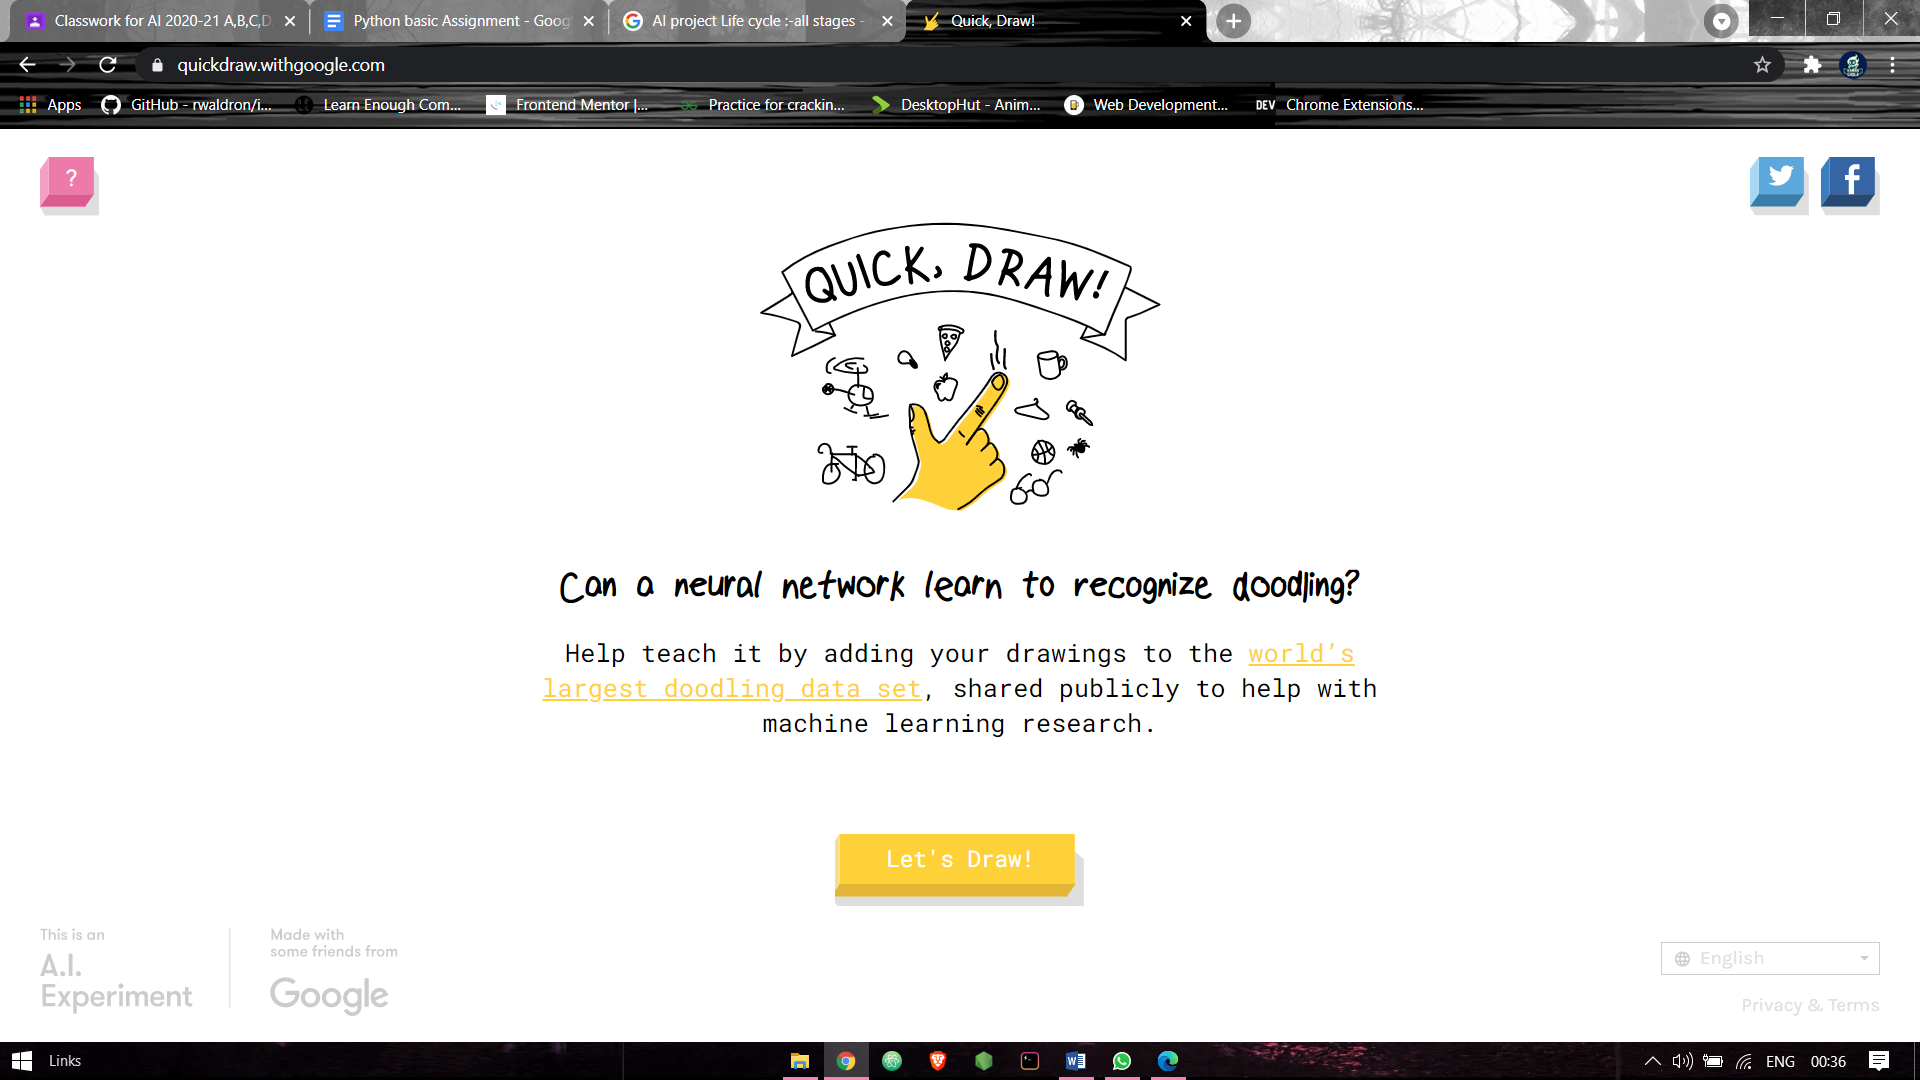 Classwork for AI 2020-21 A,B,C,D,
Python basic Assignment - Goog
AI project Life cycle :-all stages -
Quick, Draw!
quickdraw.withgoogle.com
Apps
GitHub - rwaldron/i...
Learn Enough Com...
Frontend Mentor |...
Practice for crackin...
DesktopHut - Anim...
Web Development...
DEV
Chrome Extensions...
?
QUICK, DRAW!
Can a neural network learn to recognize doodling?
Help teach it by adding your drawings to the world’s
largest doodling data set, shared publicly to help with
machine learning research.
Let's Draw!
This is an
A.I.
Experiment
Made with
some friends from
Google
English
Privacy & Terms
Links
ENG
00:36